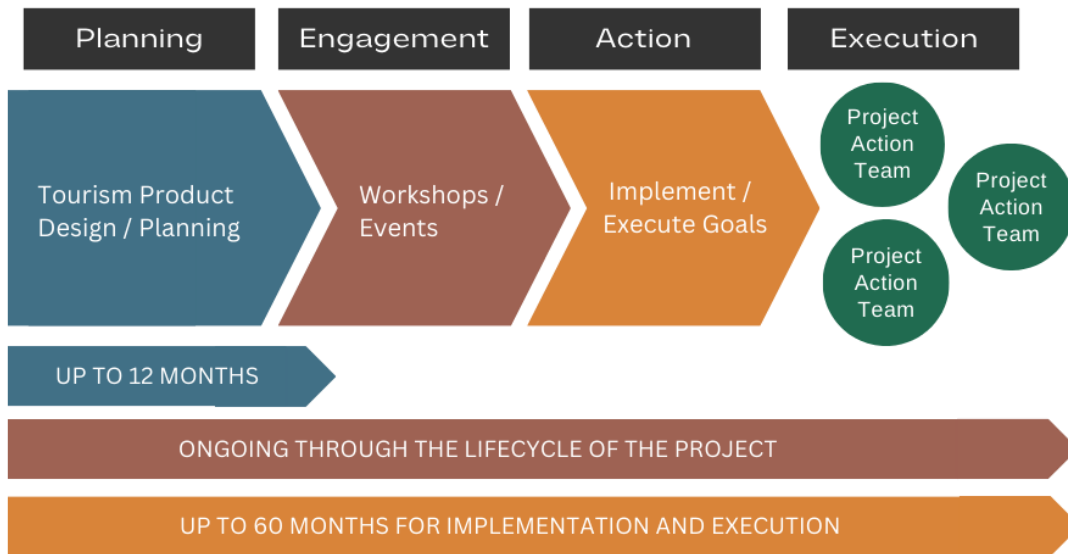 Planning
Engagement
Action
Execution
Tourism Product
Design / Planning
Workshops /
Events
Implement /
Execute Goals
Project
Action
Team
Project
Action
Team
Project
Action
Team
UP TO 12 MONTHS
ONGOING THROUGH THE LIFECYCLE OF THE PROJECT
UP TO 60 MONTHS FOR IMPLEMENTATION AND EXECUTION